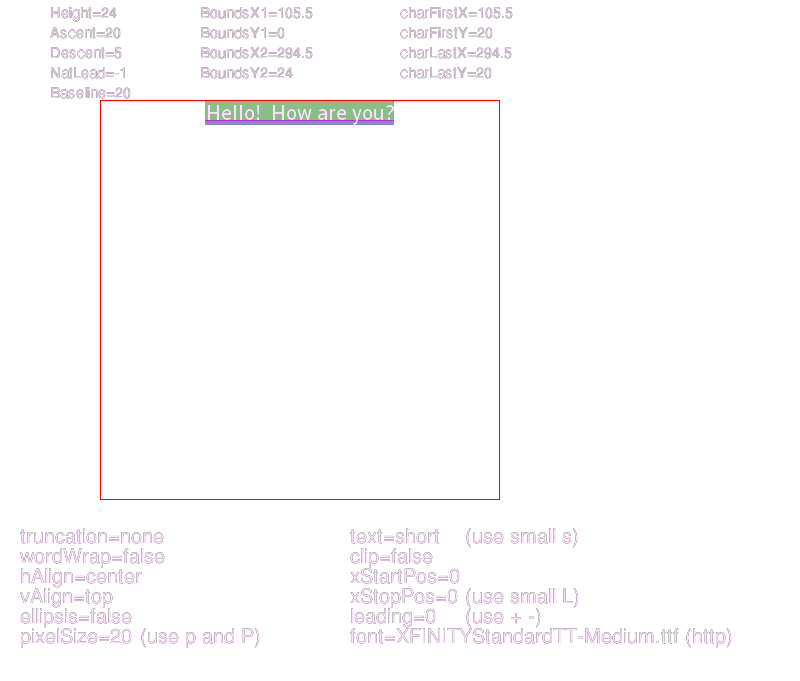 Height=24 BoundsX1=105.5 charFirstX=105.5
Ascent=20 BoundsY1=0 charFirstY=20
Descent=5 BoundsX2=294.5 charLastX=294.5
NatLead=-1 BoundsY2=24 charLastY=20
Baseline=20
Hello!  How are you?
truncation=none text=short (use small s)
wordWrap=false clip=false
hAlign=center xStartPos=0
vAlign=top xStopPos=0 (use small L)
ellipsis=false leading=0 (use + -)
pixelSize=20 (use p and P) font=XFINITYStandardTT-Medium.ttf (http)